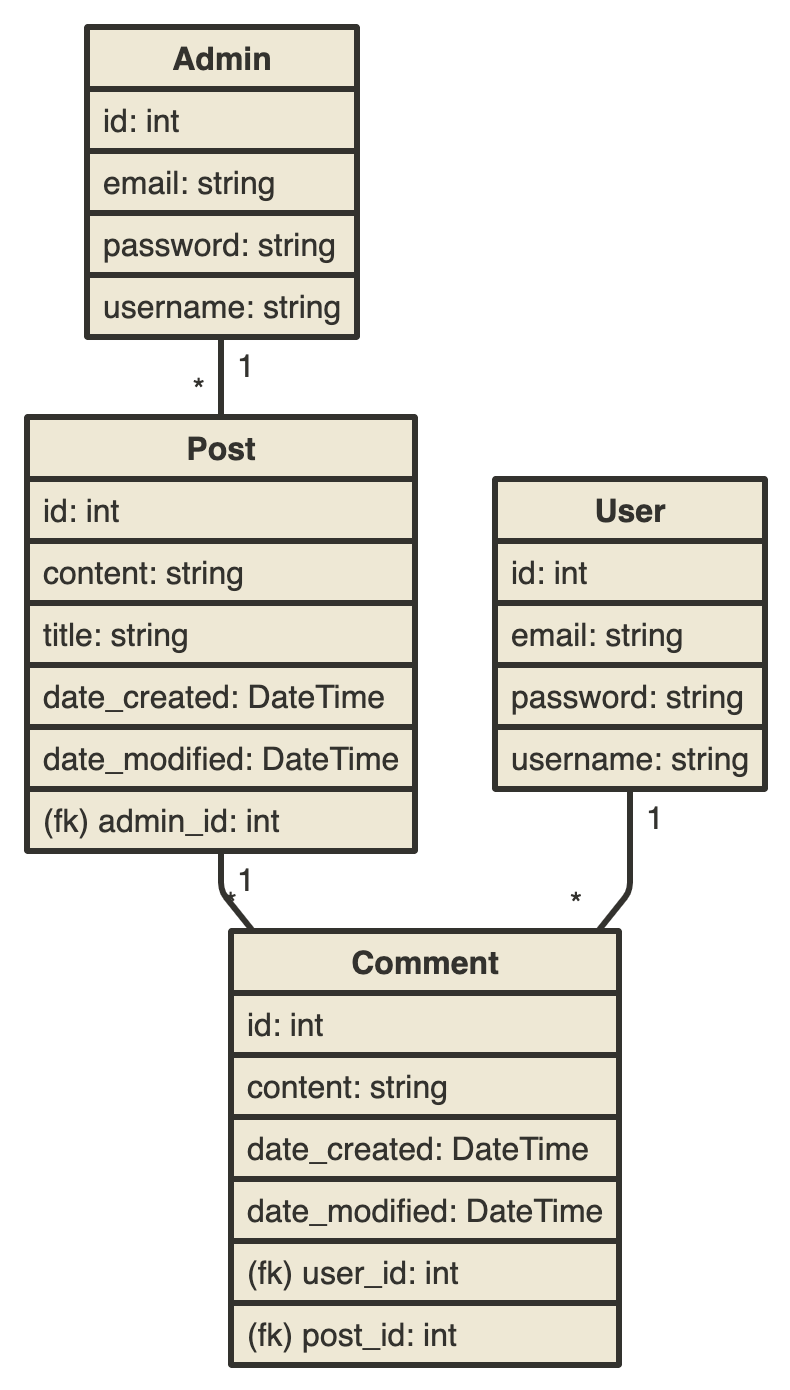 Admin
id: int
email: string
password: string
username: string
1
*
Post
id: int
content: string
title: string
date_created: DateTime
date_modified: DateTime
(fk) admin_id: int
1
*
User
id: int
email: string
password: string
username: string
1
*
Comment
id: int
content: string
date_created: DateTime
date_modified: DateTime
(fk) user_id: int
(fk) post_id: int